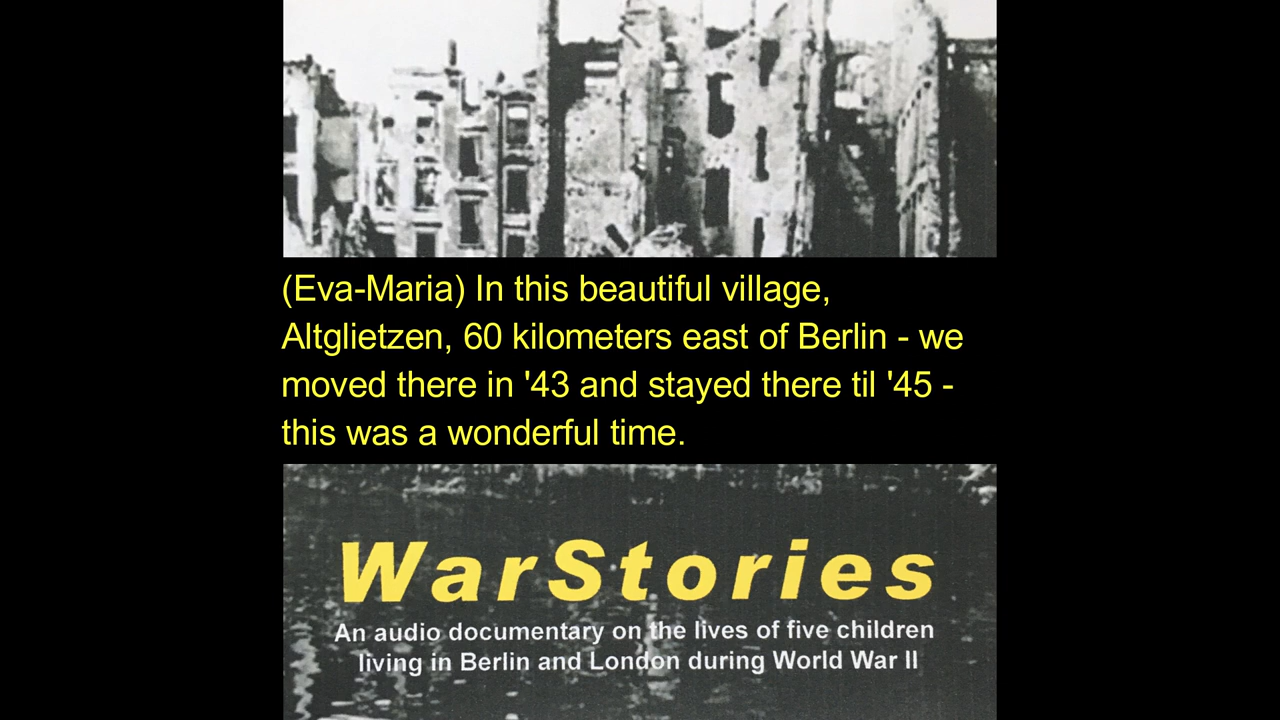 (Eva-Maria) In this beautiful village,
Altglietzen, 60 kilometers east of Berlin - we
moved there in '43 and stayed there til '45 -
this was a wonderful time.
WarStories
An audio documentary on the lives of five children
living in Berlin and London during World War II